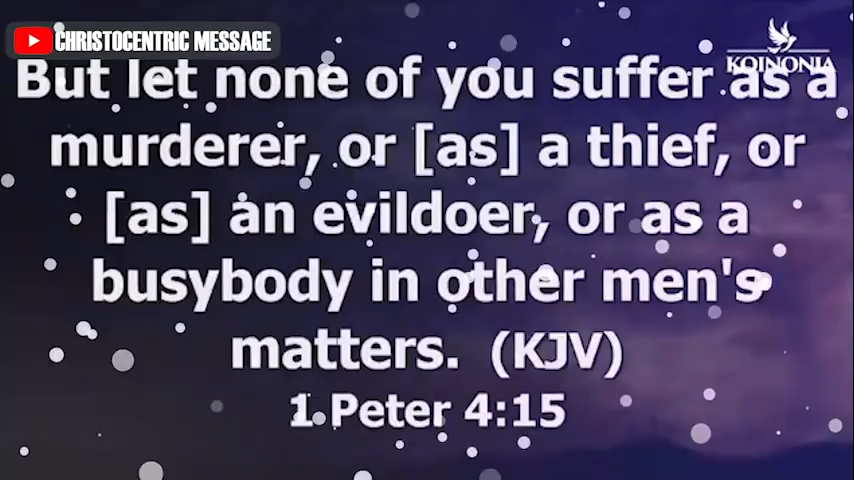 CHRISTOCENTRIC MESSAGE
KOINONIA
But let none of you suffer as a
murderer, or [as] a thief, or
[as] an evildoer, or as a
busybody in other men's
matters. (KJV)
1 Peter 4:15